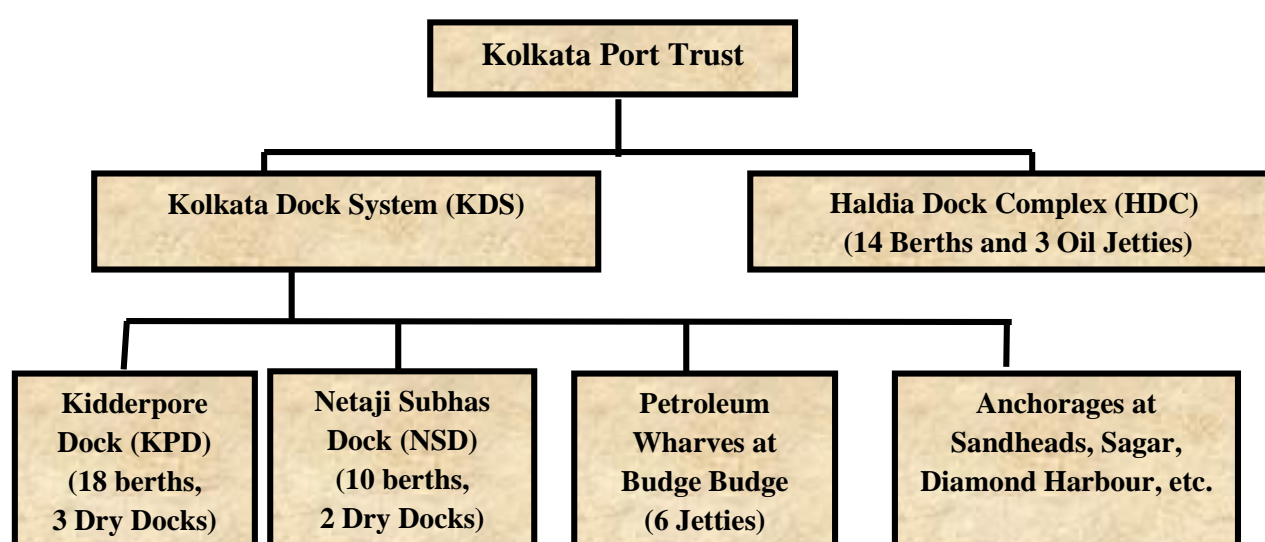 Kolkata Port Trust
Kolkata Dock System (KDS)
Haldia Dock Complex (HDC)
(14 Berths and 3 Oil Jetties)
Kidderpore
Dock (KPD)
(18 berths,
3 Dry Docks)
Netaji Subhas
Dock (NSD)
(10 berths,
2 Dry Docks)
Petroleum
Wharves at
Budge Budge
(6 Jetties)
Anchorages at
Sandheads, Sagar,
Diamond Harbour, etc.